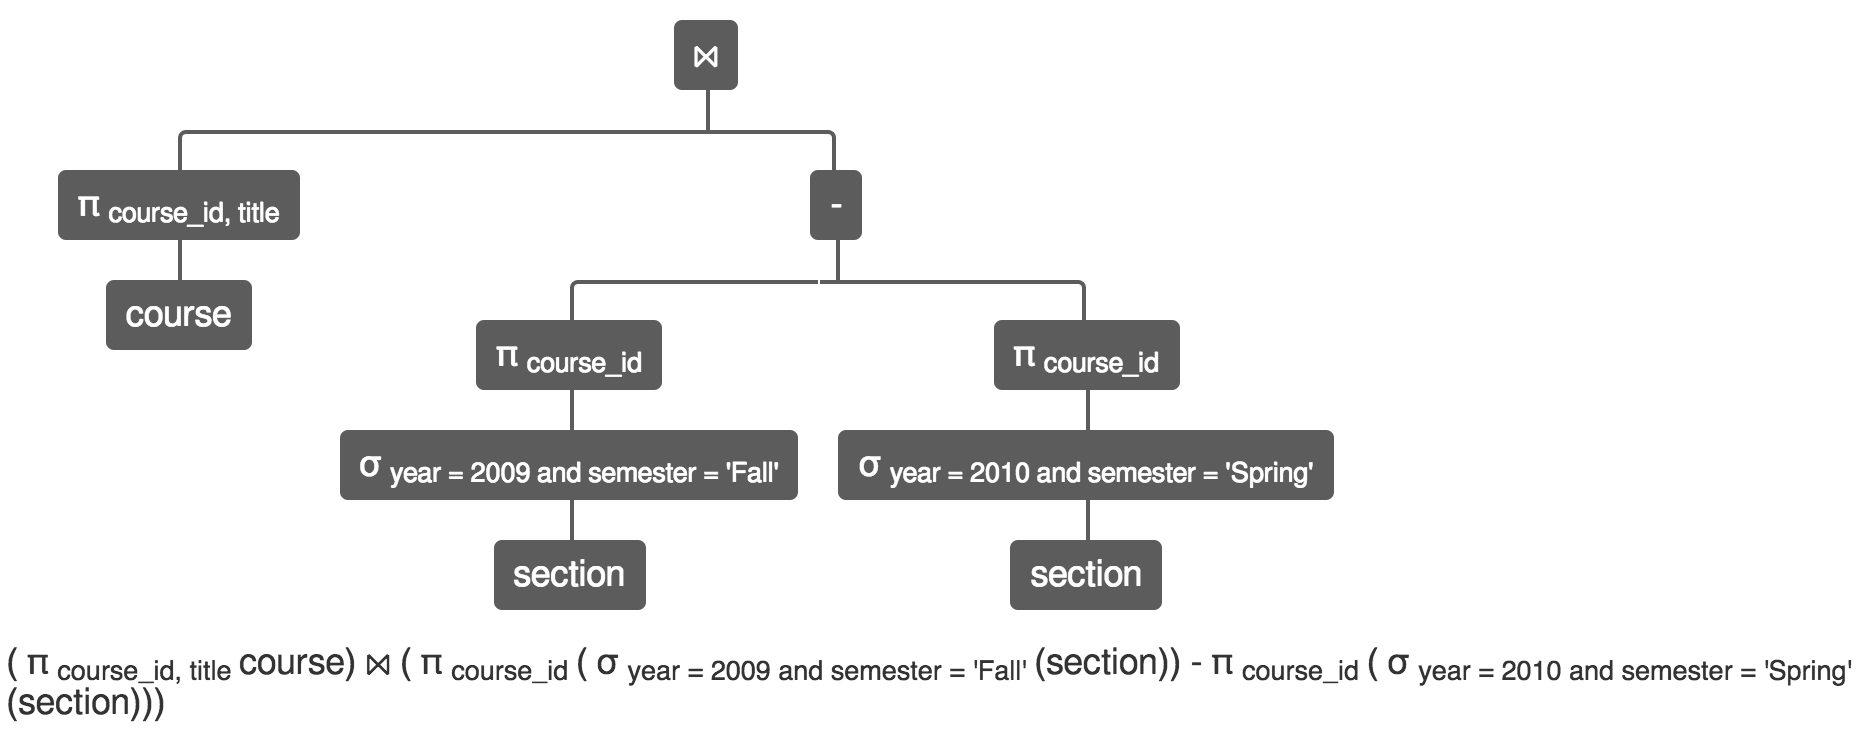 ⋈
π course_id, title
-
course
π course_id
π course_id
σ year = 2009 and semester = 'Fall'
σ year = 2010 and semester = 'Spring'
section
section
( π course_id, title course) ⋈ ( π course_id ( σ year = 2009 and semester = 'Fall' (section)) - π course_id ( σ year = 2010 and semester = 'Spring'
(section)))